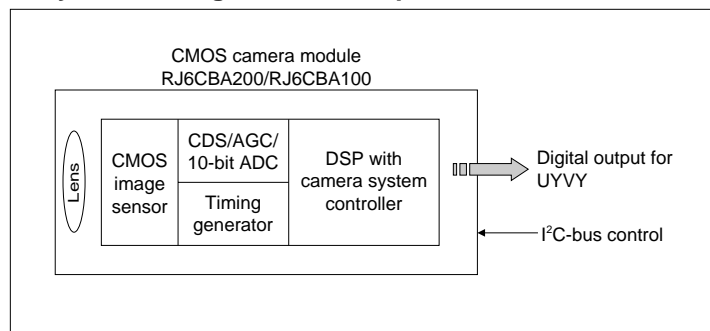 CMOS camera module
RJ6CBA200/RJ6CBA100
Lens
CMOS
image
sensor
CDS/AGC/
10-bit ADC
Timing
generator
DSP with
camera system
controller
Digital output for
UYVY
I²C-bus control